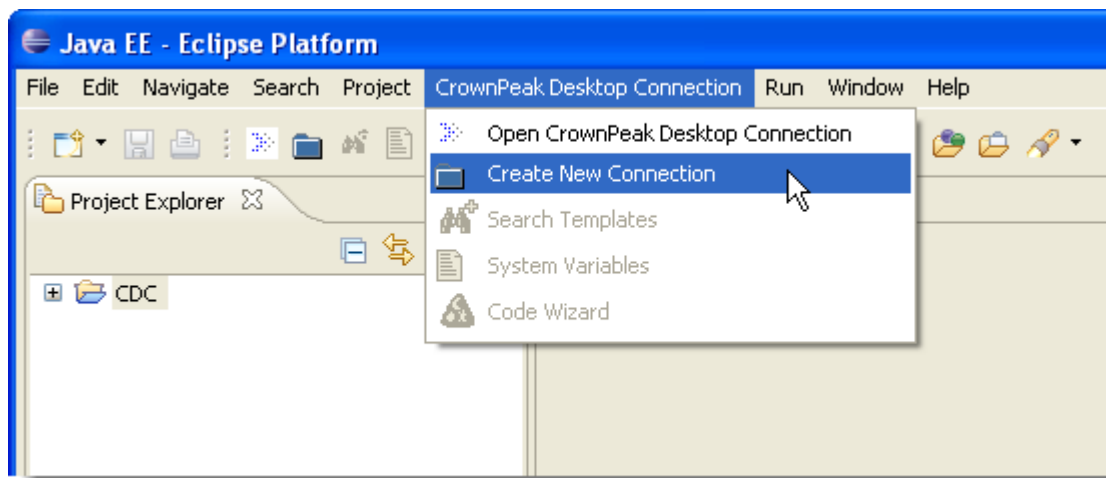 Java EE - Eclipse Platform
File Edit Navigate Search Project CrownPeak Desktop Connection Run Window Help
Open CrownPeak Desktop Connection
Create New Connection
Project Explorer
Search Templates
System Variables
CDC
Code Wizard